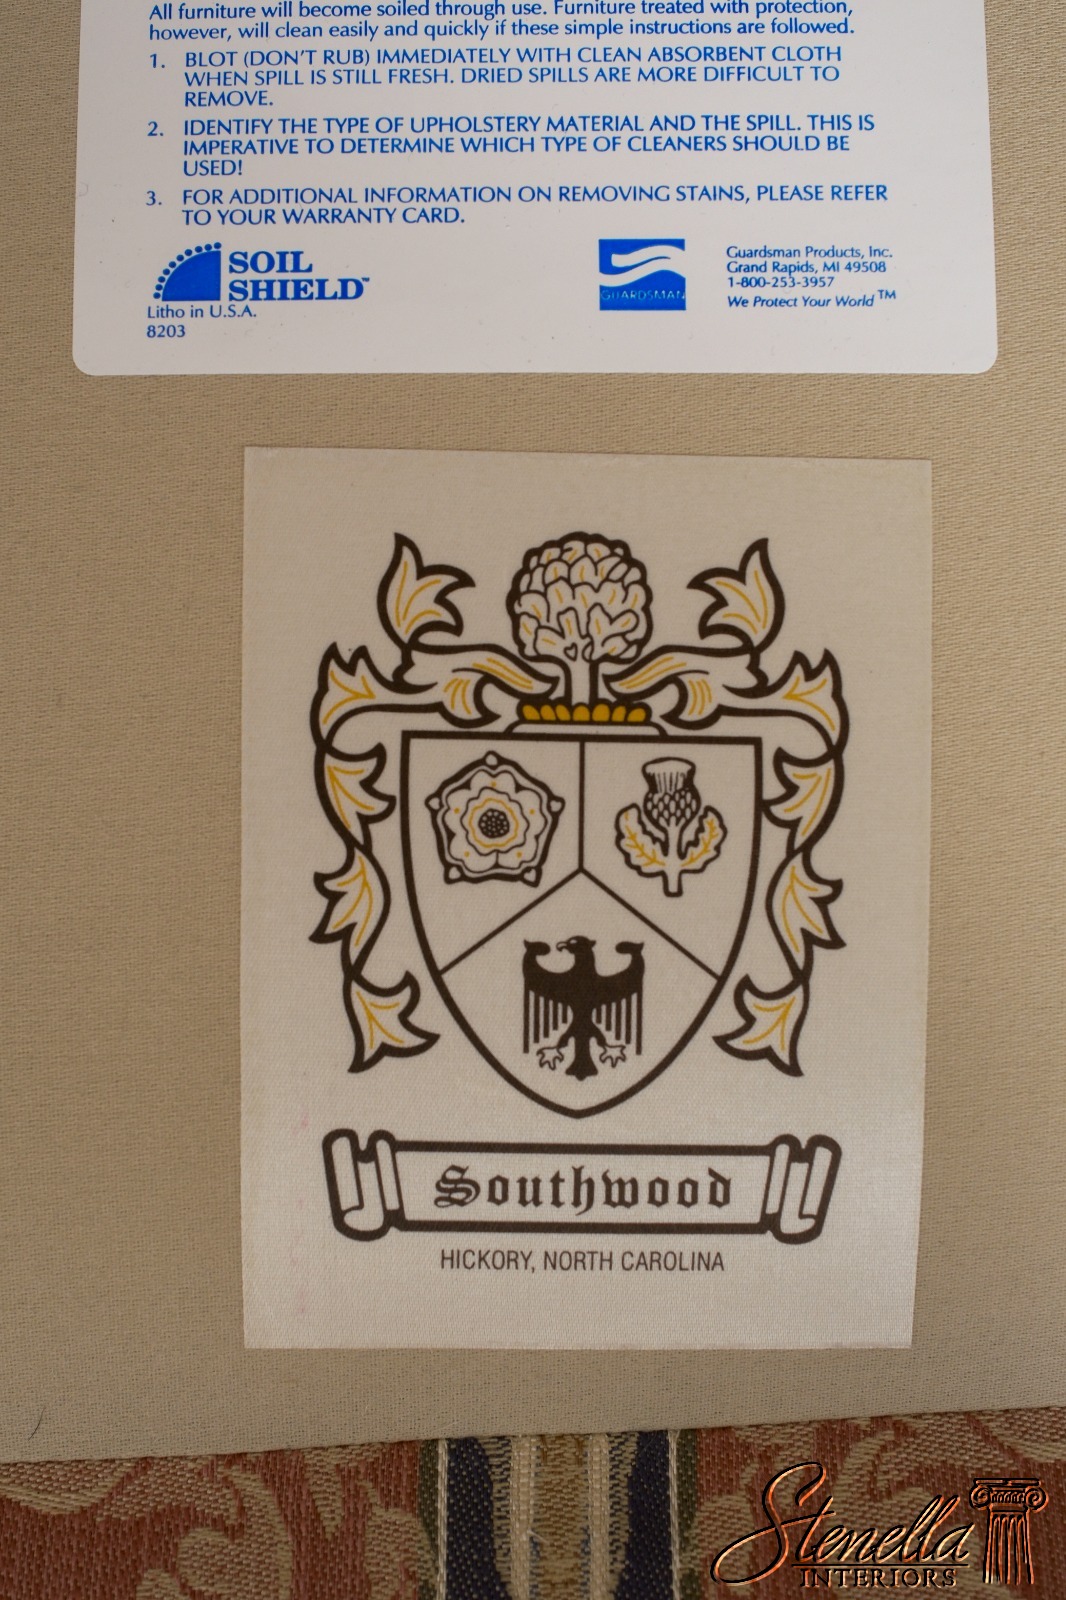 All furniture will become soiled through use. Furniture treated with protection,
however, will clean easily and quickly if these simple instructions are followed.
1. BLOT (DON'T RUB) IMMEDIATELY WITH CLEAN ABSORBENT CLOTH
WHEN SPILL IS STILL FRESH. DRIED SPILLS ARE MORE DIFFICULT TO
REMOVE.
2. IDENTIFY THE TYPE OF UPHOLSTERY MATERIAL AND THE SPILL. THIS IS
IMPERATIVE TO DETERMINE WHICH TYPE OF CLEANERS SHOULD BE
USED!
3. FOR ADDITIONAL INFORMATION ON REMOVING STAINS, PLEASE REFER
TO YOUR WARRANTY CARD.
SOIL
SHIELD™
Litho in U.S.A.
8203
GUARDSMAN
Guardsman Products, Inc.
Grand Rapids, MI 49508
1-800-253-3957
We Protect Your World™
Southwood
HICKORY, NORTH CAROLINA
Stenella
INTERIORS